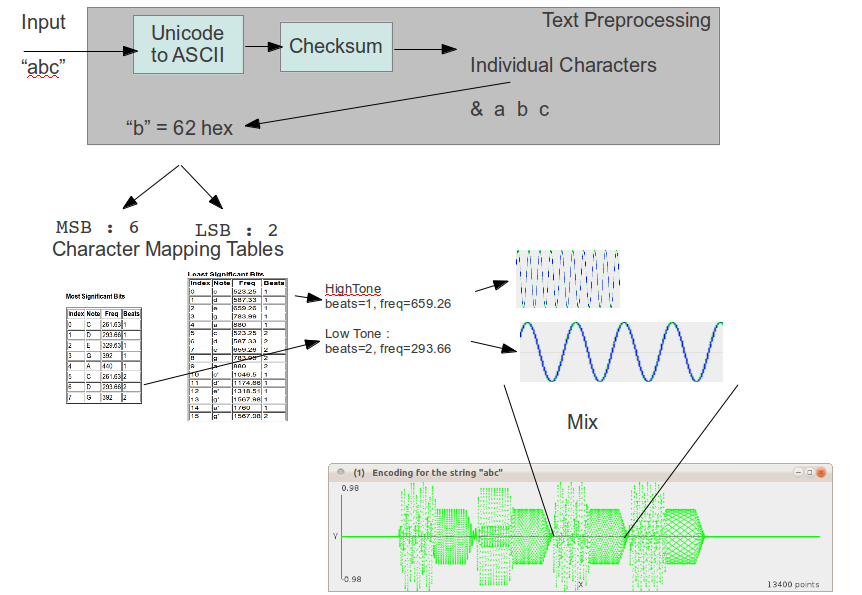 Input
Unicode
to ASCII
Checksum
Text Preprocessing
“abc”
Individual Characters
& a b c
“b” = 62 hex
MSB : 6
LSB : 2
Character Mapping Tables
Least Significant Bits
Index Note Freq Beats
0 c 523.25 1
1 d 587.33 1
2 e 659.26 1
3 g 783.99 1
4 a 880 1
5 c 523.25 2
6 d 587.33 2
7 e 659.26 2
8 g 783.99 2
9 a 880 2
10 c' 1046.5 1
11 d' 1174.66 1
12 e' 1318.51 1
13 g' 1567.98 1
14 a' 1760 1
15 g' 1567.98 2
Most Significant Bits
Index Note Freq Beats
0 C 261.63 1
1 D 293.66 1
2 E 329.63 1
3 G 392 1
4 A 440 1
5 C 261.63 2
6 D 293.66 2
7 G 392 2
HighTone
beats=1, freq=659.26
Low Tone :
beats=2, freq=293.66
Mix
(1) Encoding for the string "abc"
0.98
Y
-0.98
X
13400 points